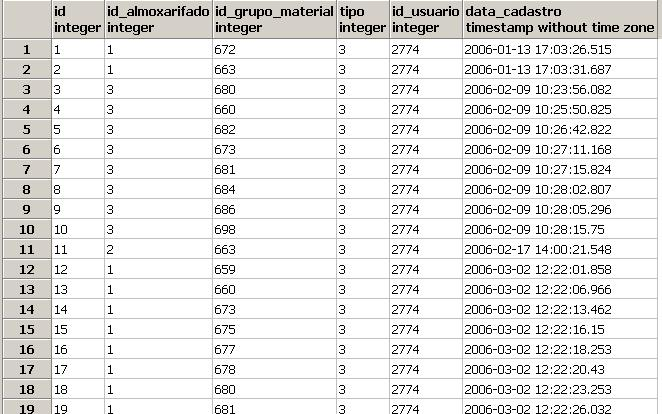 id id_almoxarifado id_grupo_material tipo id_usuario data_cadastro
integer integer integer integer integer timestamp without time zone
1 1 1 672 3 2774 2006-01-13 17:03:26.515
2 2 1 663 3 2774 2006-01-13 17:03:31.687
3 3 3 680 3 2774 2006-02-09 10:23:56.082
4 4 3 660 3 2774 2006-02-09 10:25:50.825
5 5 3 682 3 2774 2006-02-09 10:26:42.822
6 6 3 673 3 2774 2006-02-09 10:27:11.168
7 7 3 681 3 2774 2006-02-09 10:27:15.824
8 8 3 684 3 2774 2006-02-09 10:28:02.807
9 9 3 686 3 2774 2006-02-09 10:28:05.296
10 10 3 698 3 2774 2006-02-09 10:28:15.75
11 11 2 663 3 2774 2006-02-17 14:00:21.548
12 12 1 659 3 2774 2006-03-02 12:22:01.858
13 13 1 660 3 2774 2006-03-02 12:22:06.966
14 14 1 673 3 2774 2006-03-02 12:22:13.462
15 15 1 675 3 2774 2006-03-02 12:22:16.15
16 16 1 677 3 2774 2006-03-02 12:22:18.253
17 17 1 678 3 2774 2006-03-02 12:22:20.43
18 18 1 680 3 2774 2006-03-02 12:22:23.253
19 19 1 681 3 2774 2006-03-02 12:22:26.032